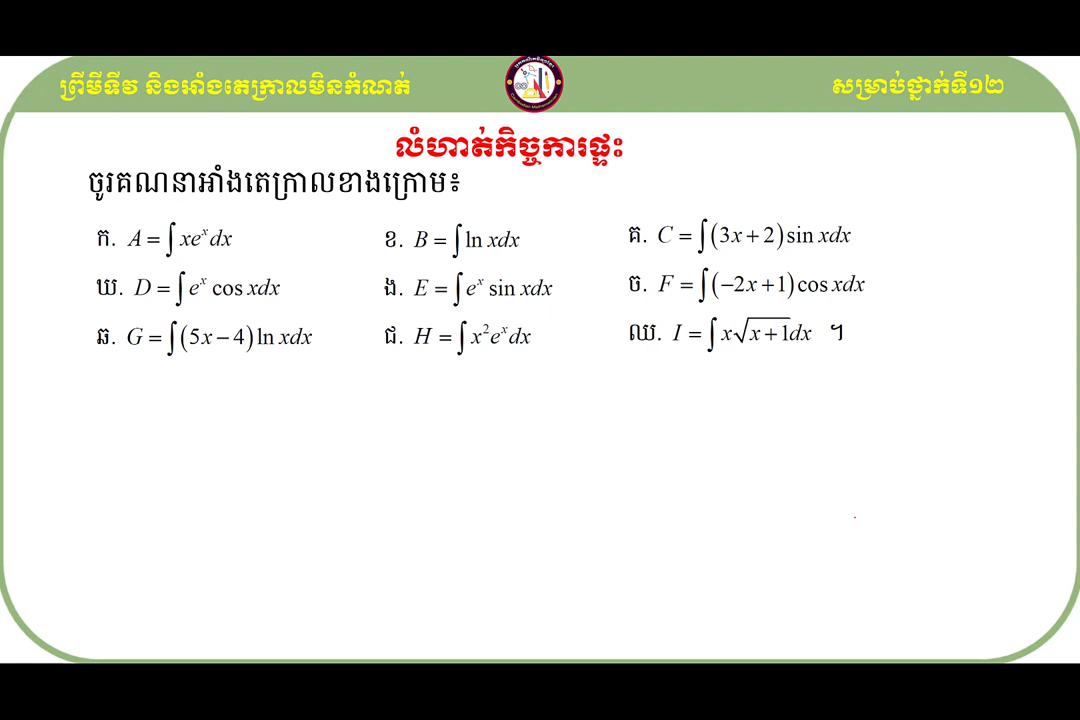 ព្រីមីទីវ និងអាំងតេក្រាលមិនកំណត់
សម្រាប់ថ្នាក់ទី១២
លំហាត់កិច្ចការផ្ទះ
ចូរគណនាអាំងតេក្រាលខាងក្រោម៖
ក. A = ∫ xeˣdx ខ. B = ∫ ln xdx គ. C = ∫ (3x + 2) sin xdx
ឃ. D = ∫ eˣ cos xdx ង. E = ∫ eˣ sin xdx ច. F = ∫ (−2x + 1) cos xdx
ឆ. G = ∫ (5x − 4) ln xdx ជ. H = ∫ x²eˣdx ឈ. I = ∫ x√(x + 1)dx ។